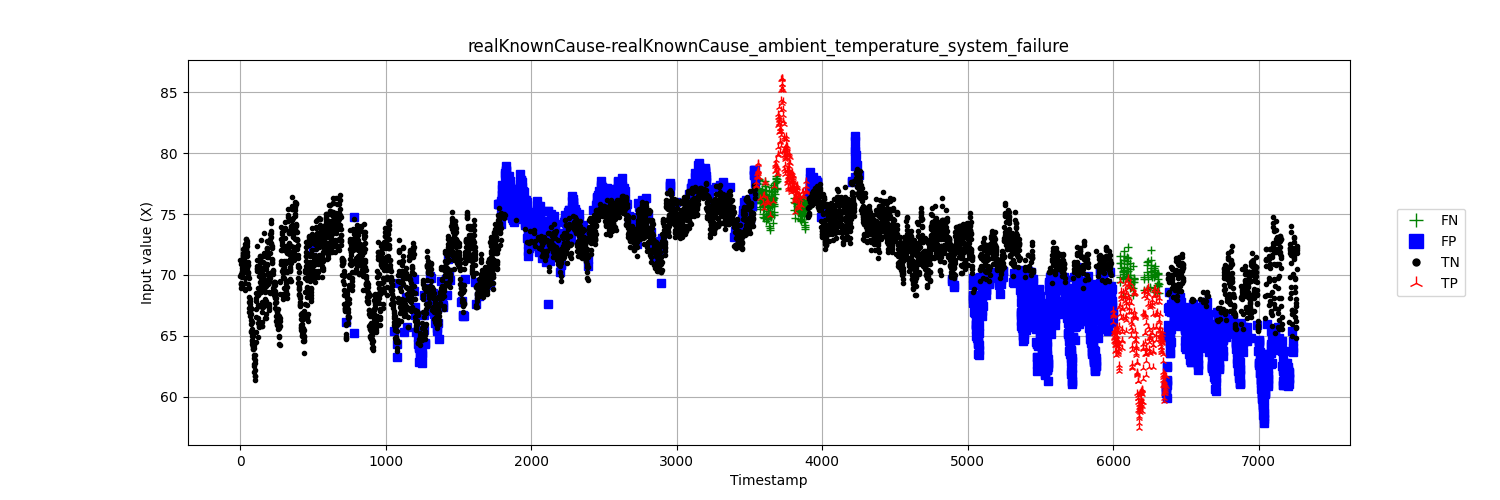 realKnownCause-realKnownCause_ambient_temperature_system_failure
Input value (X)
85
80
75
70
65
60
0 1000 2000 3000 4000 5000 6000 7000
Timestamp
FN
FP
TN
TP